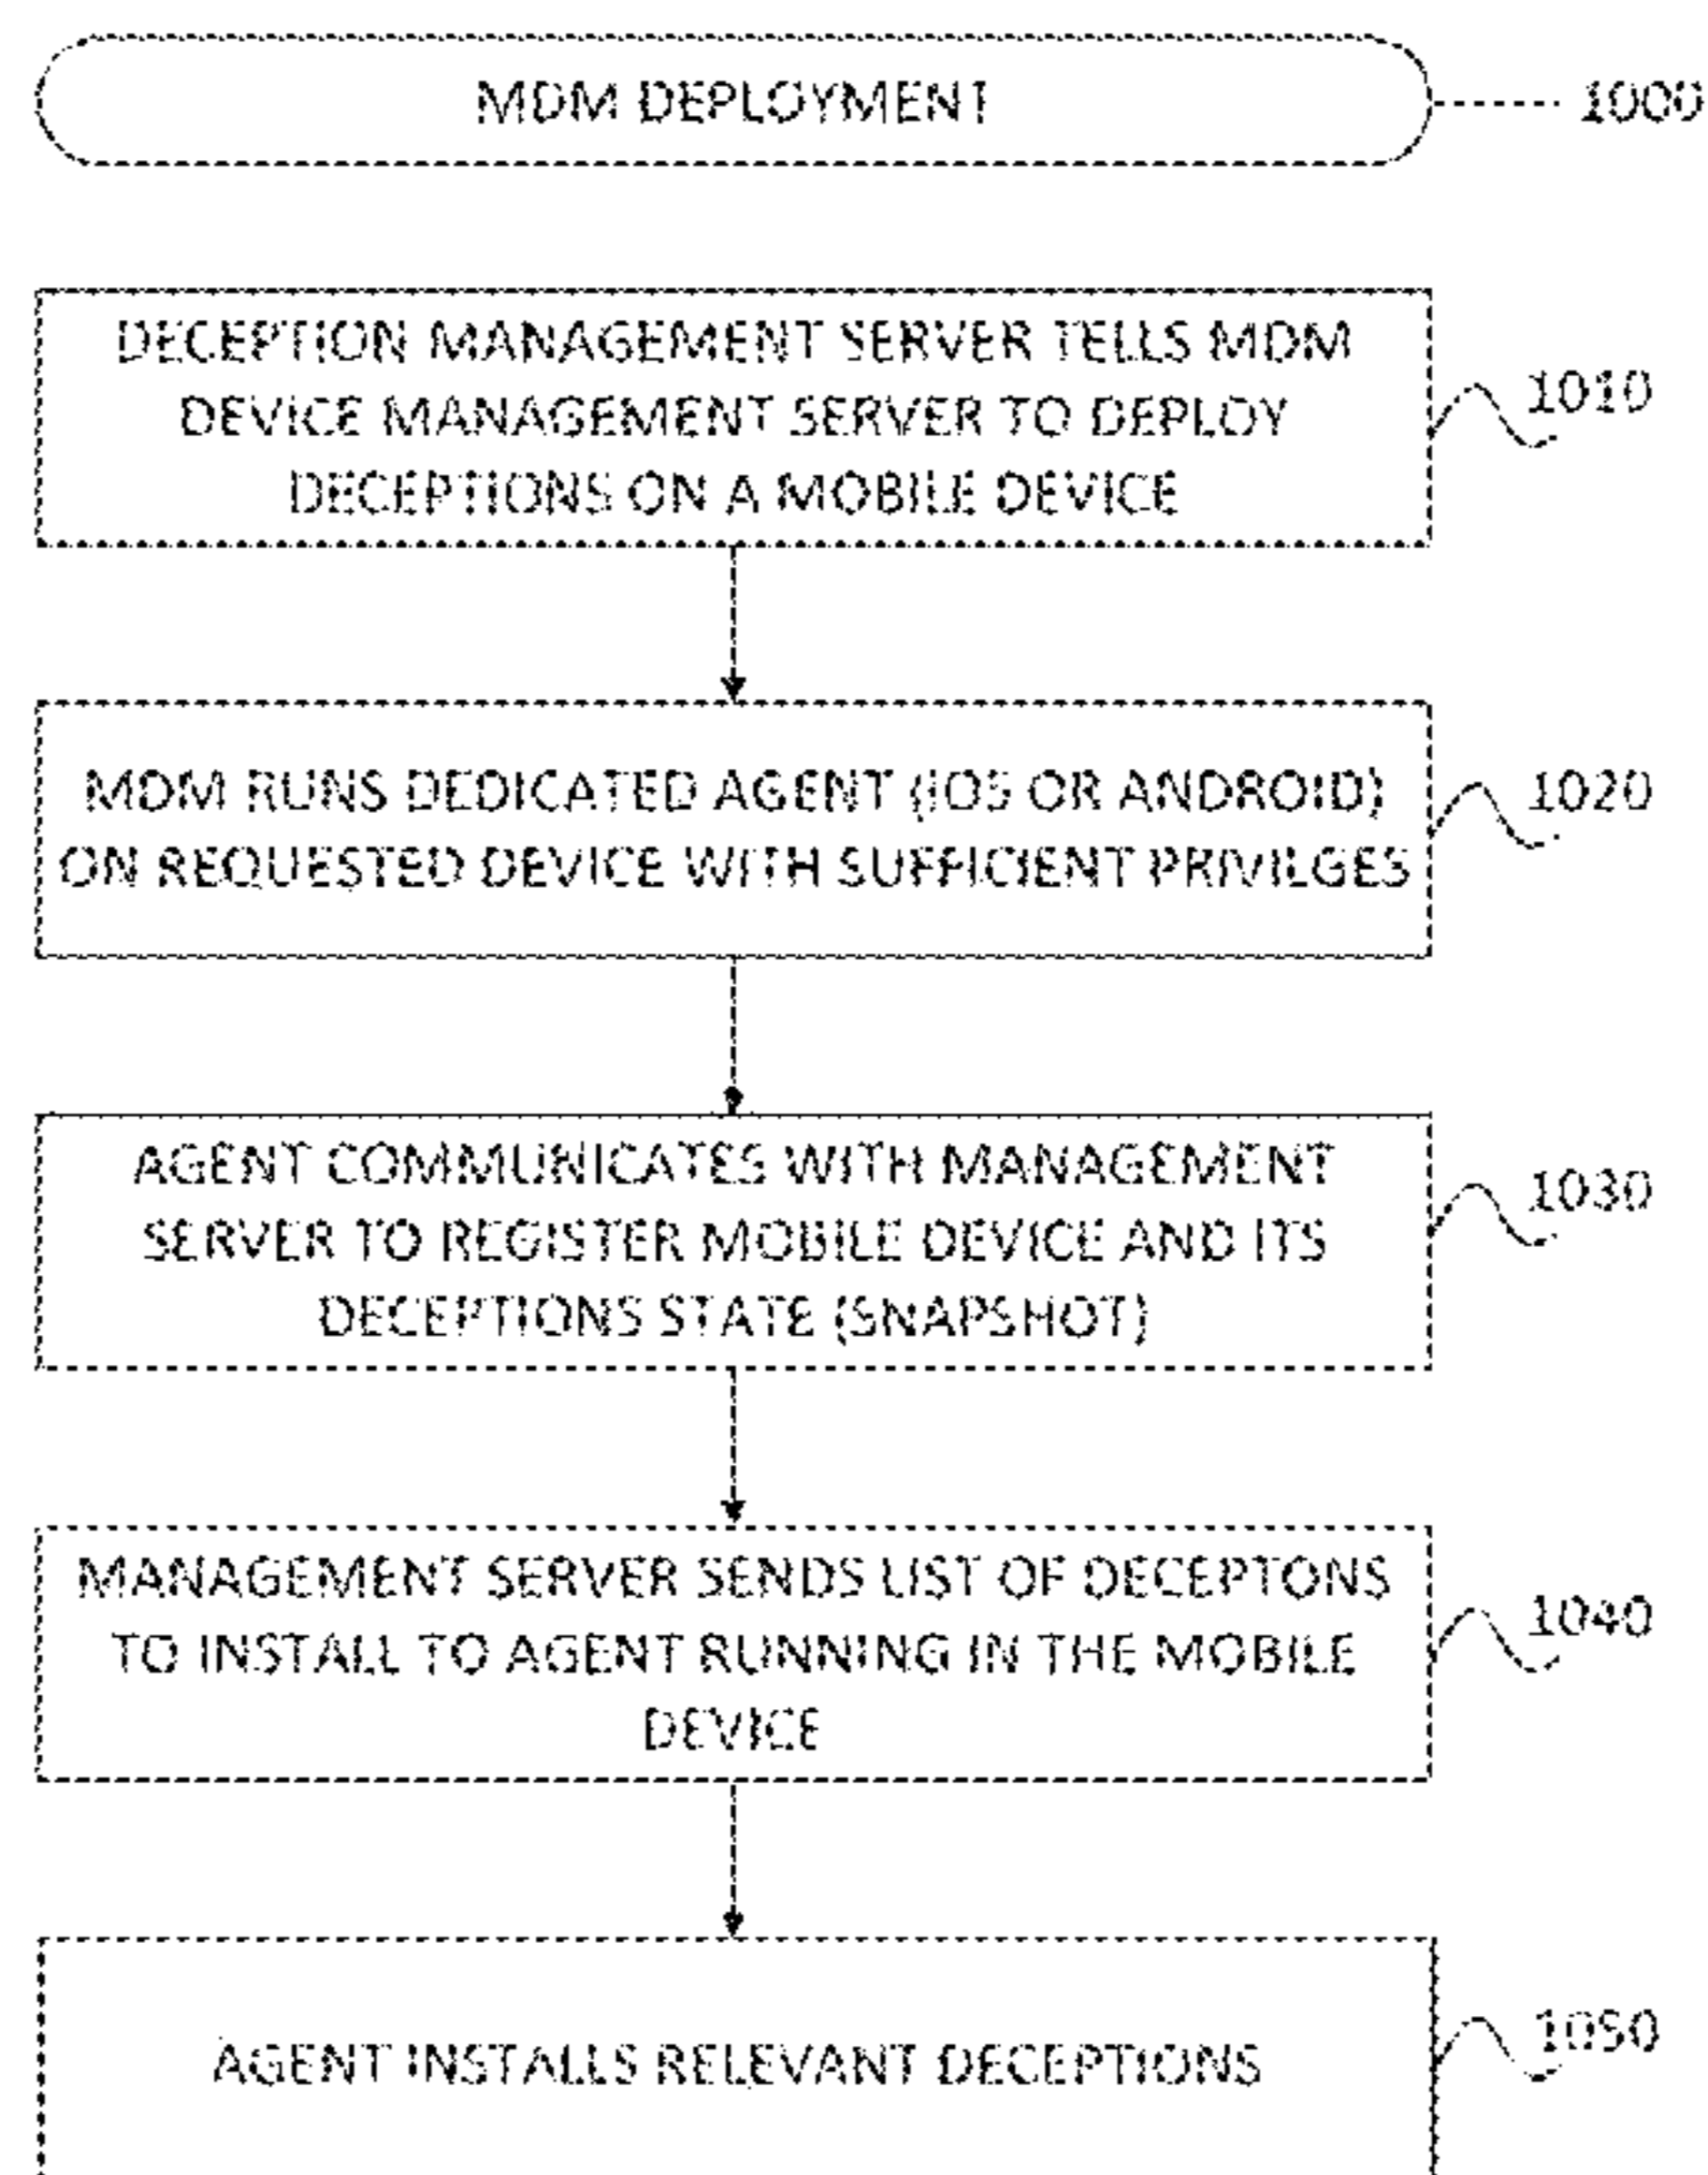 MDM DEPLOYMENT
1000
DECEPTION MANAGEMENT SERVER TELLS MDM
DEVICE MANAGEMENT SERVER TO DEPLOY
DECEPTIONS ON A MOBILE DEVICE
1010
MDM RUNS DEDICATED AGENT (IOS OR ANDROID)
ON REQUESTED DEVICE WITH SUFFICIENT PRIVILGES
1020
AGENT COMMUNICATES WITH MANAGEMENT
SERVER TO REGISTER MOBILE DEVICE AND ITS
DECEPTIONS STATE (SNAPSHOT)
1030
MANAGEMENT SERVER SENDS LIST OF DECEPTONS
TO INSTALL TO AGENT RUNNING IN THE MOBILE
DEVICE
1040
AGENT INSTALLS RELEVANT DECEPTIONS
1050